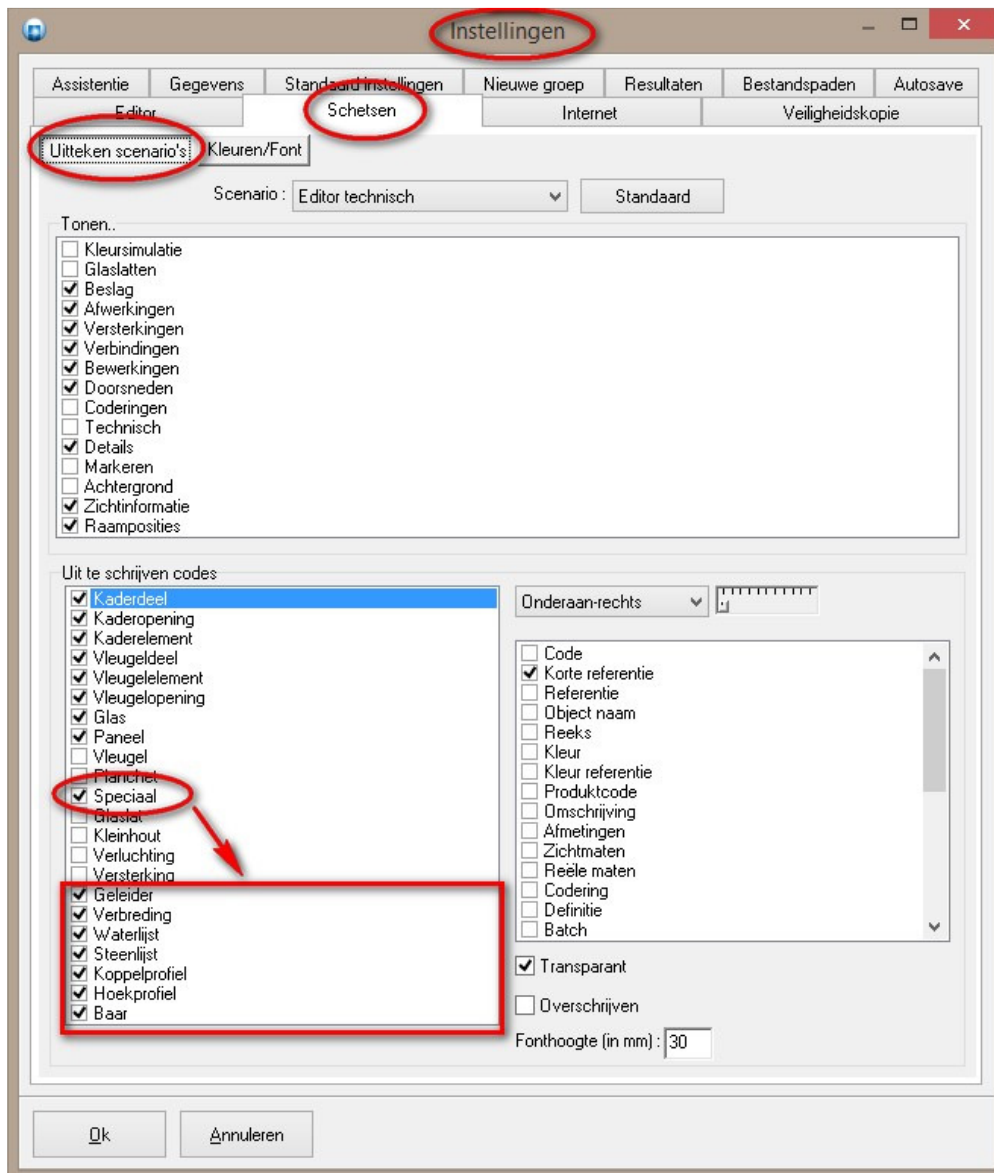 Instellingen
Assistentie Gegevens Standaard instellingen Nieuwe groep Resultaten Bestandspaden Autosave
Editor Schetsen Internet Veiligheidskopie
Uitteken scenario's Kleuren/Font
Scenario : Editor technisch Standaard
Tonen..
Kleursimulatie
Glaslatten
Beslag
Afwerkingen
Versterkingen
Verbindingen
Bewerkingen
Doorsneden
Coderingen
Technisch
Details
Markeren
Achtergrond
Zichtinformatie
Raamposities
Uit te schrijven codes
Kaderdeel
Kaderopening
Kaderelement
Vleugeldeel
Vleugelelement
Vleugelopening
Glas
Paneel
Vleugel
Planchet
Speciaal
Glaslat
Kleinhout
Verluchting
Versterking
Geleider
Verbreding
Waterlijst
Steenlijst
Koppelprofiel
Hoekprofiel
Baar
Onderaan-rechts
Code
Korte referentie
Referentie
Object naam
Reeks
Kleur
Kleur referentie
Produktcode
Omschrijving
Afmetingen
Zichtmaten
Reële maten
Codering
Definitie
Batch
Transparant
Overschrijven
Fonthoogte (in mm) : 30
Ok Annuleren